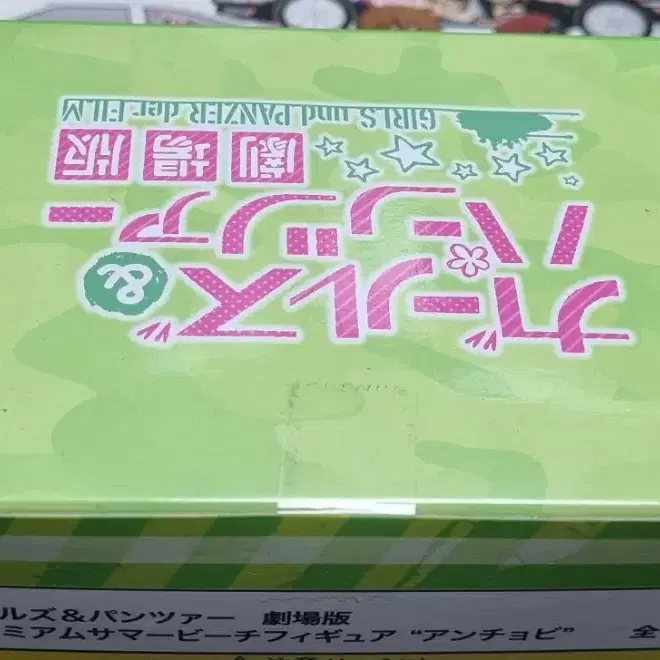 ガールズ&
パンツァー
劇場版
GIRLS und PANZER der FILM
ルズ&パンツァー 劇場版
ミアムサマービーチフィギュア “アンチョビ” 全